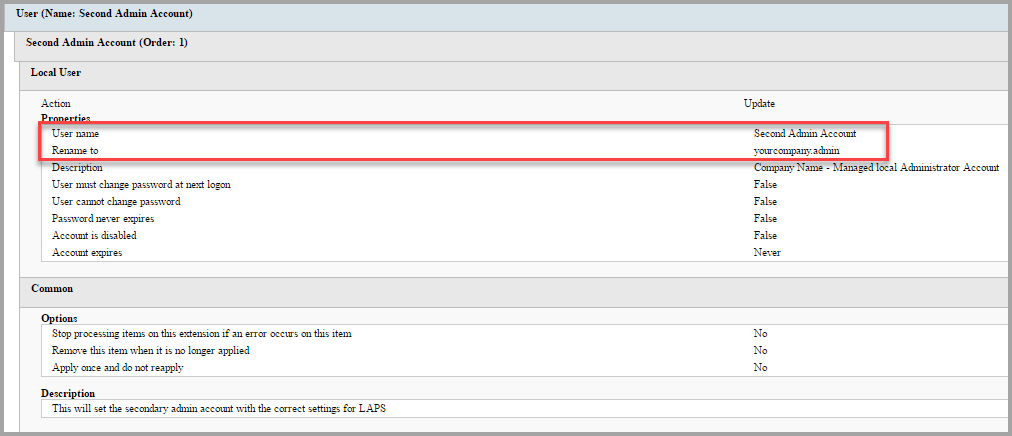 User (Name: Second Admin Account)
Second Admin Account (Order: 1)
Local User
Action Update
Properties
User name Second Admin Account
Rename to yourcompany.admin
Description Company Name - Managed local Administrator Account
User must change password at next logon False
User cannot change password False
Password never expires False
Account is disabled False
Account expires Never
Common
Options
Stop processing items on this extension if an error occurs on this item No
Remove this item when it is no longer applied No
Apply once and do not reapply No
Description
This will set the secondary admin account with the correct settings for LAPS